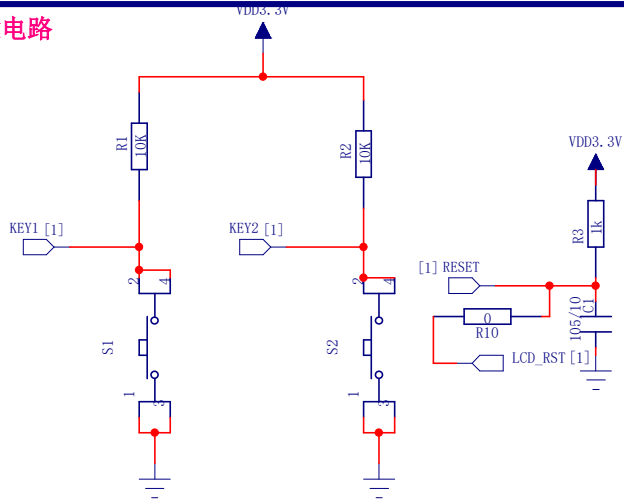 电路
VDD3.3V
R1
10K
R2
10K
VDD3.3V
R3
1k
KEY1 [1]
KEY2 [1]
[1] RESET
2
4
2
4
105/10
C1
0
R10
LCD_RST [1]
S1
S2
1
3
1
3